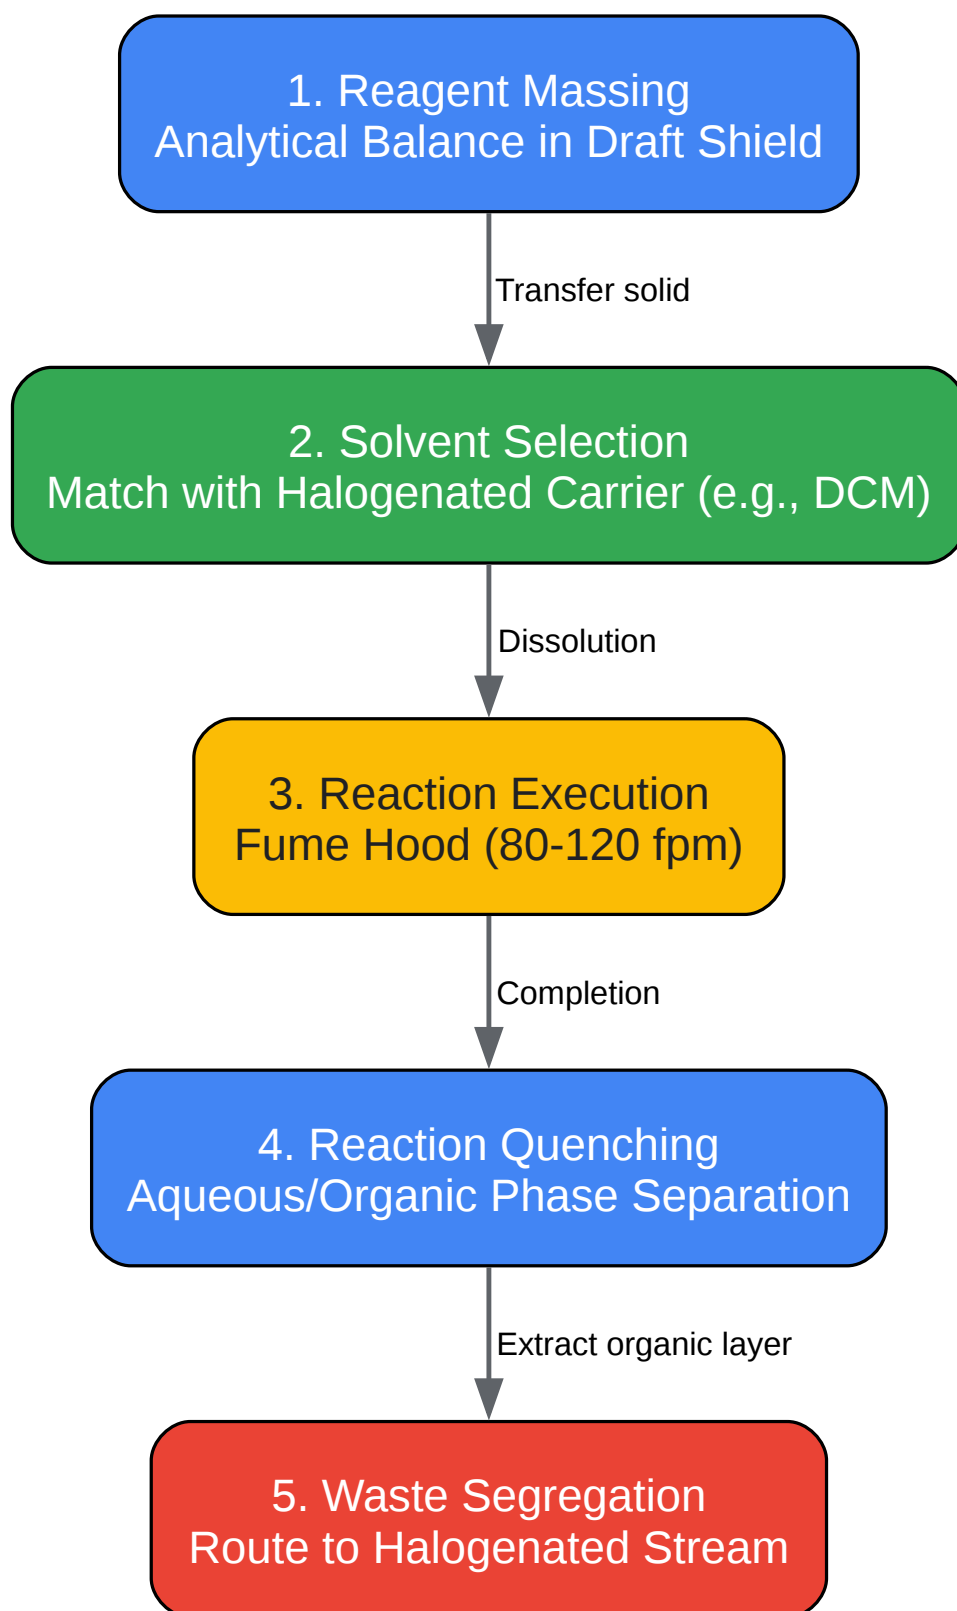 1. Reagent Massing
Analytical Balance in Draft Shield
Transfer solid
2. Solvent Selection
Match with Halogenated Carrier (e.g., DCM)
Dissolution
3. Reaction Execution
Fume Hood (80-120 fpm)
Completion
4. Reaction Quenching
Aqueous/Organic Phase Separation
Extract organic layer
5. Waste Segregation
Route to Halogenated Stream